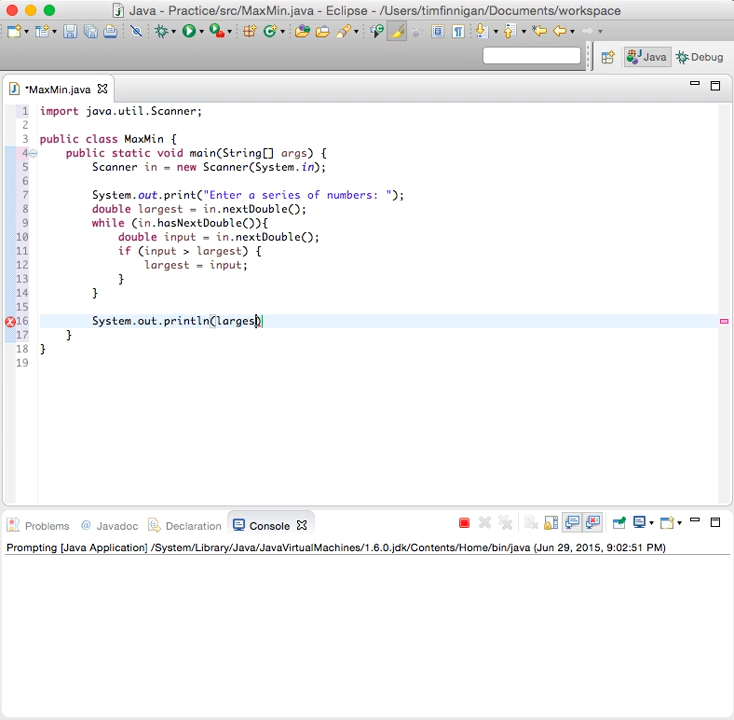 Java - Practice/src/MaxMin.java - Eclipse - /Users/timfinnigan/Documents/workspace
Java Debug
*MaxMin.java
1 import java.util.Scanner;
2
3 public class MaxMin {
4 public static void main(String[] args) {
5 Scanner in = new Scanner(System.in);
6
7 System.out.print("Enter a series of numbers: ");
8 double largest = in.nextDouble();
9 while (in.hasNextDouble()){
10 double input = in.nextDouble();
11 if (input > largest) {
12 largest = input;
13 }
14 }
15
16 System.out.println(larges)
17 }
18 }
19
Problems @ Javadoc Declaration Console
Prompting [Java Application] /System/Library/Java/JavaVirtualMachines/1.6.0.jdk/Contents/Home/bin/java (Jun 29, 2015, 9:02:51 PM)